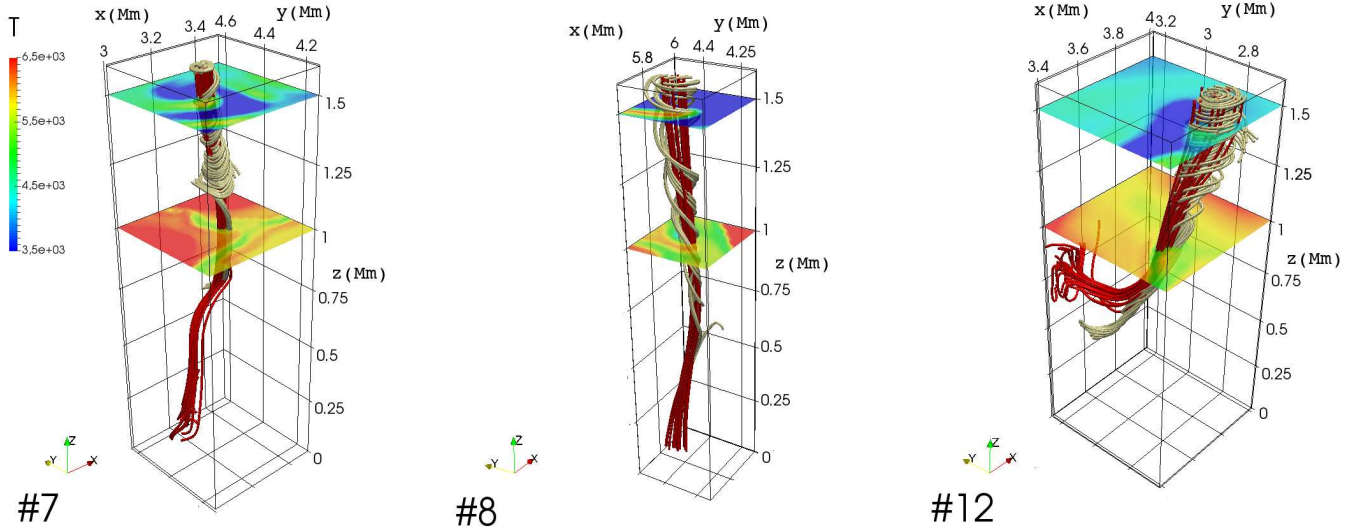 T
6,5e+03
5,5e+03
4,5e+03
3,5e+03
x(Mm) y(Mm)
3 3.2 3.4 4.6 4.4 4.2
1.5
1.25
1
z(Mm)
0.75
0.5
0.25
0
Z
Y X
#7
x(Mm) y(Mm)
5.8 6 4.4 4.25
1.5
1.25
1
z(Mm)
0.75
0.5
0.25
0
Z
Y X
#8
x(Mm) y(Mm)
3.4 3.6 3.8 4 3.2 3 2.8
1.5
1.25
1
z(Mm)
0.75
0.5
0.25
0
Z
Y X
#12